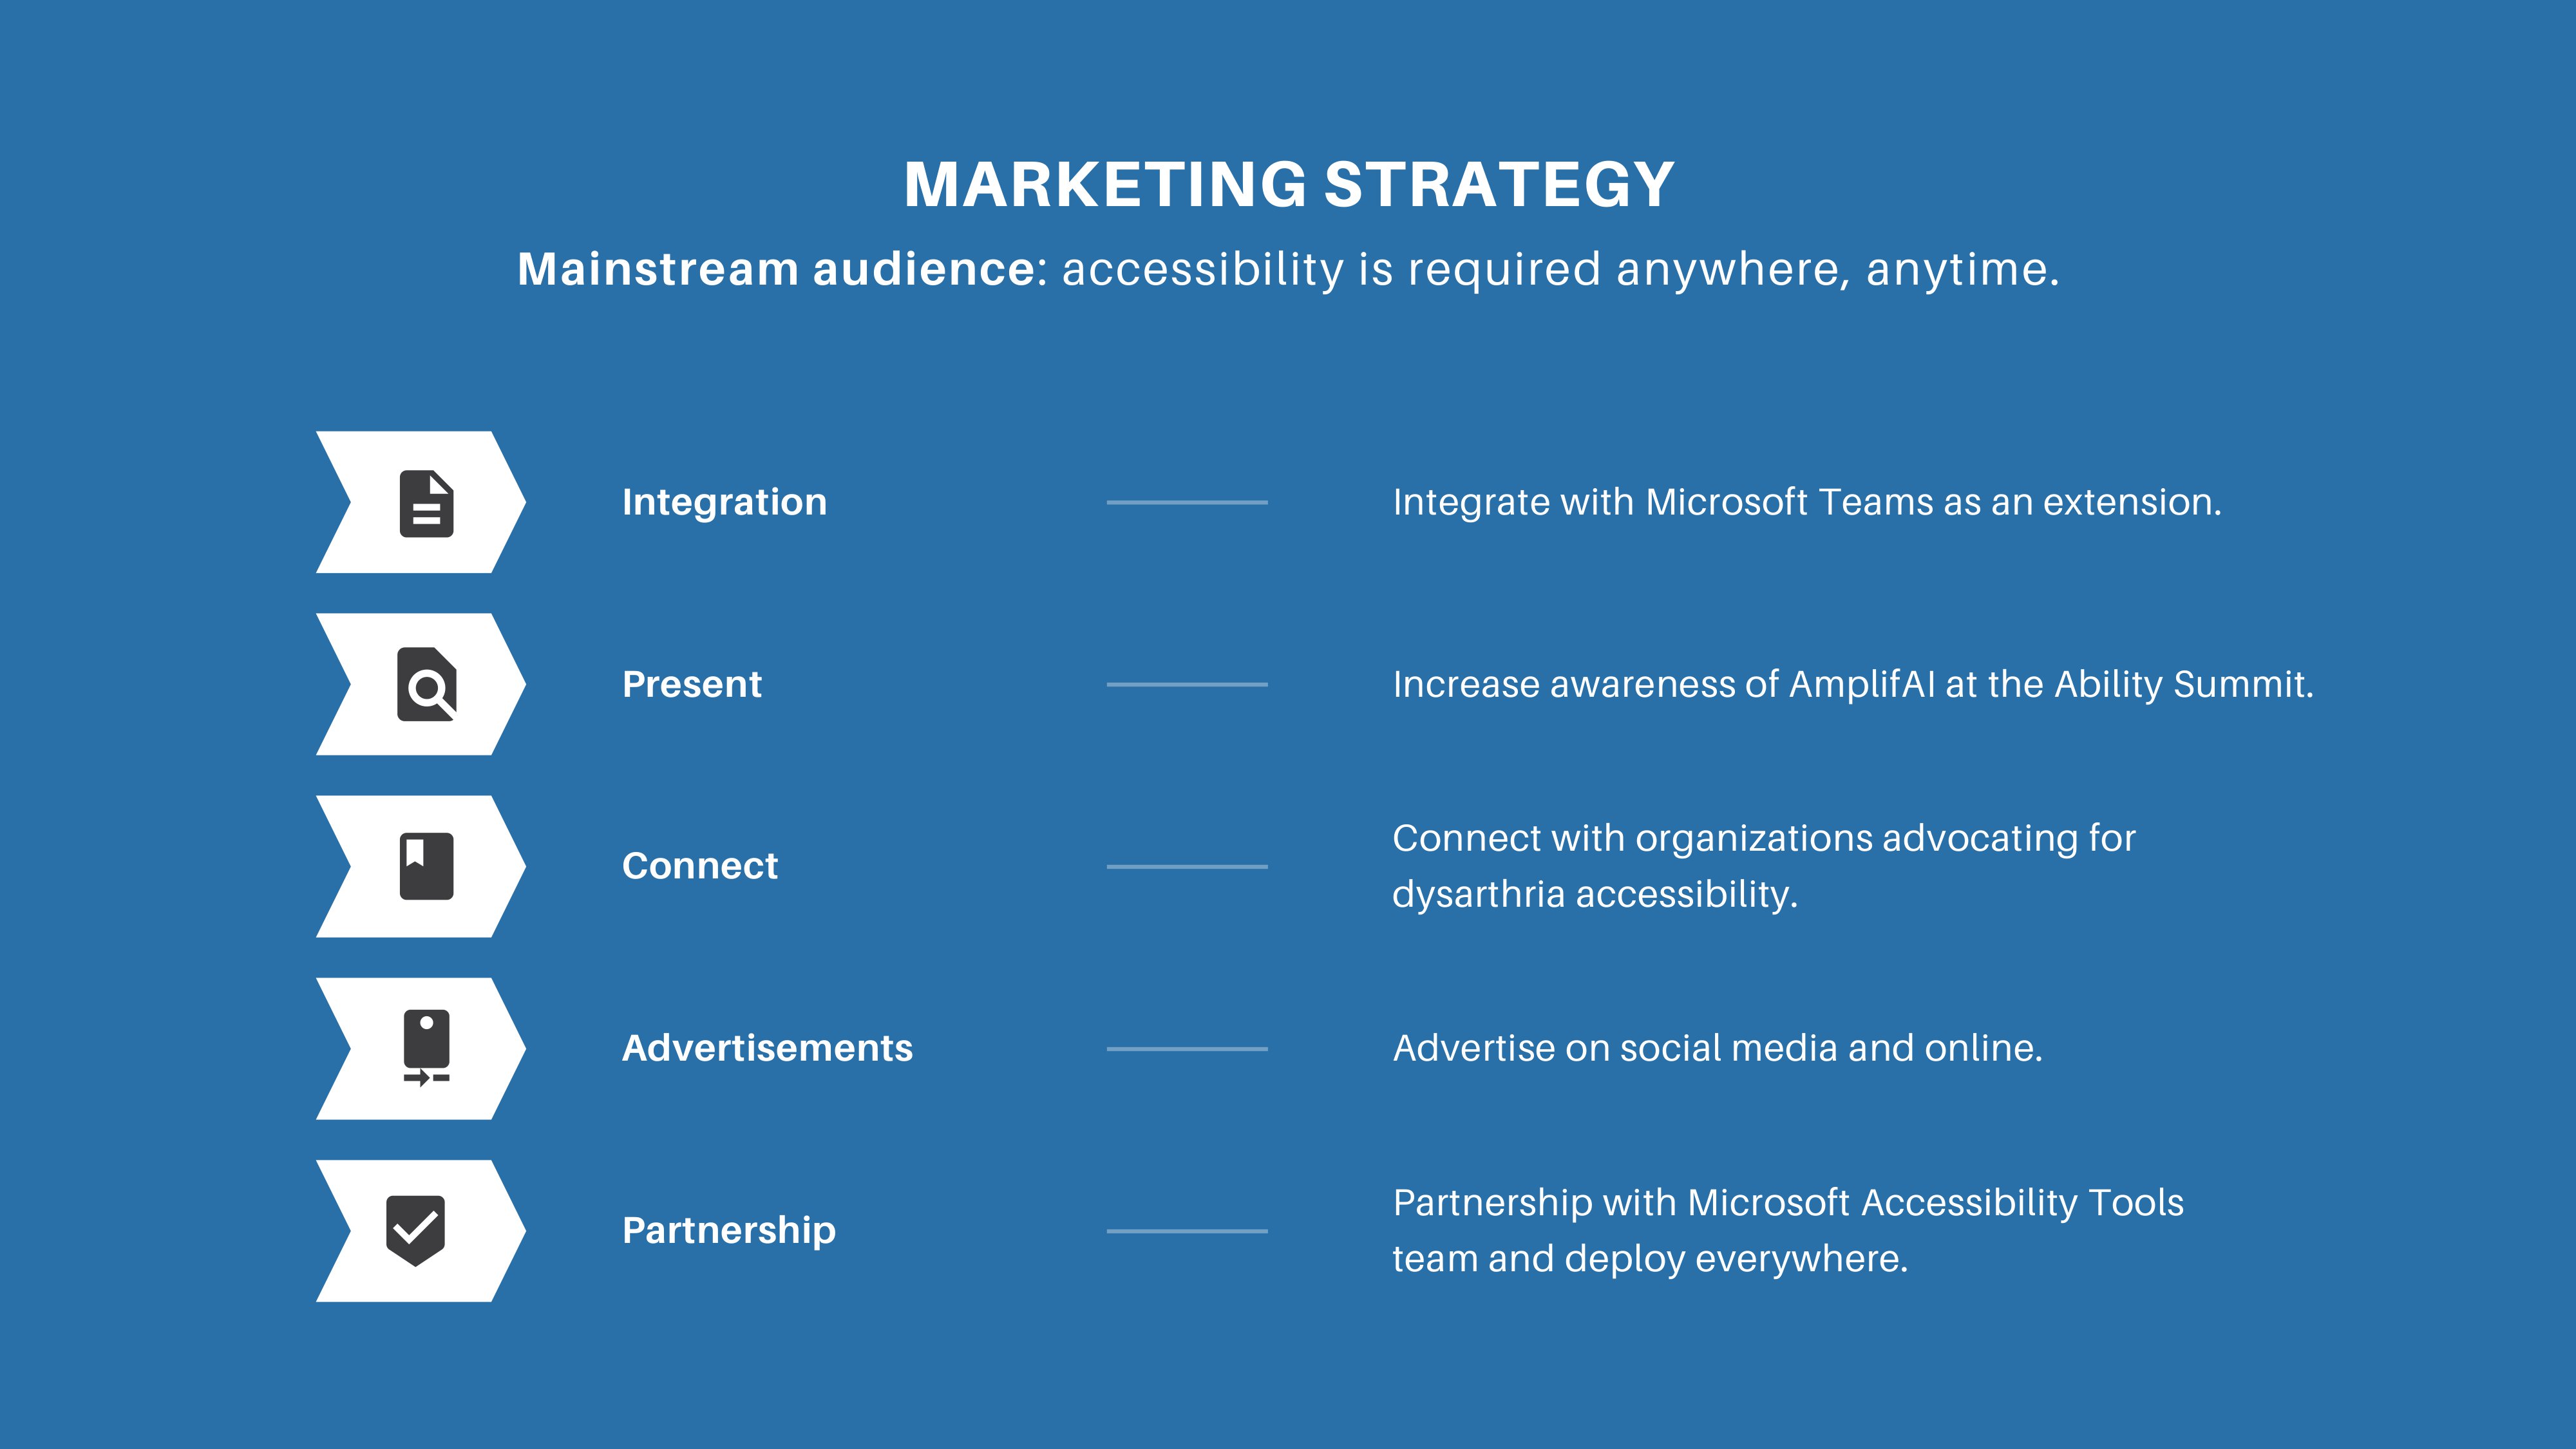 MARKETING STRATEGY
Mainstream audience: accessibility is required anywhere, anytime.
Integration
Integrate with Microsoft Teams as an extension.
Present
Increase awareness of AmplifAI at the Ability Summit.
Connect
Connect with organizations advocating for
dysarthria accessibility.
Advertisements
Advertise on social media and online.
Partnership
Partnership with Microsoft Accessibility Tools
team and deploy everywhere.